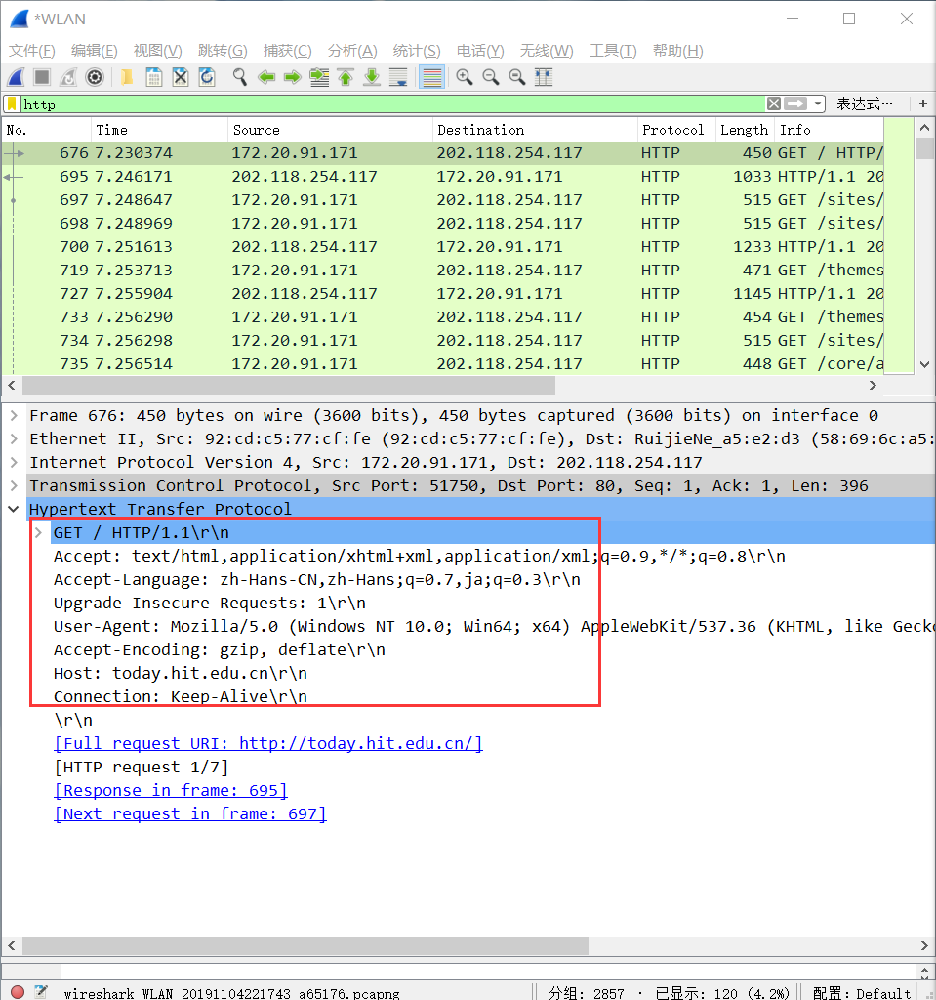 *WLAN
文件(F) 编辑(E) 视图(V) 跳转(G) 捕获(C) 分析(A) 统计(S) 电话(Y) 无线(W) 工具(T) 帮助(H)
http 表达式… +
No. Time Source Destination Protocol Length Info
676 7.230374 172.20.91.171 202.118.254.117 HTTP 450 GET / HTTP/
695 7.246171 202.118.254.117 172.20.91.171 HTTP 1033 HTTP/1.1 20
697 7.248647 172.20.91.171 202.118.254.117 HTTP 515 GET /sites/
698 7.248969 172.20.91.171 202.118.254.117 HTTP 515 GET /sites/
700 7.251613 202.118.254.117 172.20.91.171 HTTP 1233 HTTP/1.1 20
719 7.253713 172.20.91.171 202.118.254.117 HTTP 471 GET /themes
727 7.255904 202.118.254.117 172.20.91.171 HTTP 1145 HTTP/1.1 20
733 7.256290 172.20.91.171 202.118.254.117 HTTP 454 GET /themes
734 7.256298 172.20.91.171 202.118.254.117 HTTP 515 GET /sites/
735 7.256514 172.20.91.171 202.118.254.117 HTTP 448 GET /core/a
Frame 676: 450 bytes on wire (3600 bits), 450 bytes captured (3600 bits) on interface 0
Ethernet II, Src: 92:cd:c5:77:cf:fe (92:cd:c5:77:cf:fe), Dst: RuijieNe_a5:e2:d3 (58:69:6c:a5:
Internet Protocol Version 4, Src: 172.20.91.171, Dst: 202.118.254.117
Transmission Control Protocol, Src Port: 51750, Dst Port: 80, Seq: 1, Ack: 1, Len: 396
Hypertext Transfer Protocol
GET / HTTP/1.1\r\n
Accept: text/html,application/xhtml+xml,application/xml;q=0.9,*/*;q=0.8\r\n
Accept-Language: zh-Hans-CN,zh-Hans;q=0.7,ja;q=0.3\r\n
Upgrade-Insecure-Requests: 1\r\n
User-Agent: Mozilla/5.0 (Windows NT 10.0; Win64; x64) AppleWebKit/537.36 (KHTML, like Gecko
Accept-Encoding: gzip, deflate\r\n
Host: today.hit.edu.cn\r\n
Connection: Keep-Alive\r\n
\r\n
[Full request URI: http://today.hit.edu.cn/]
[HTTP request 1/7]
[Response in frame: 695]
[Next request in frame: 697]
wireshark_WLAN_20191104221743_a65176.pcapng 分组: 2857 · 已显示: 120 (4.2%) 配置: Default